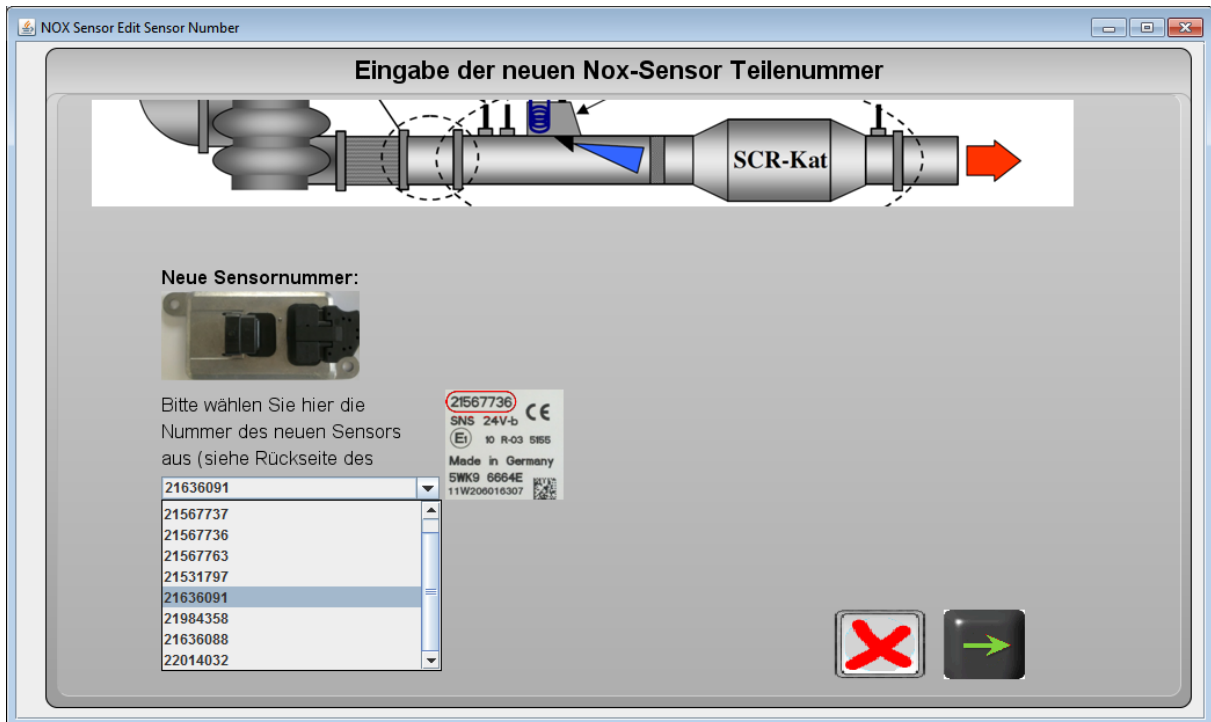 NOX Sensor Edit Sensor Number
Eingabe der neuen Nox-Sensor Teilenummer
SCR-Kat
Neue Sensornummer:
Bitte wählen Sie hier die
Nummer des neuen Sensors
aus (siehe Rückseite des
21567736
CE
SNS 24V-b
E1 10 R-03 5155
Made in Germany
5WK9 6664E
11W206016307
21636091
21567737
21567736
21567763
21531797
21636091
21984358
21636088
22014032